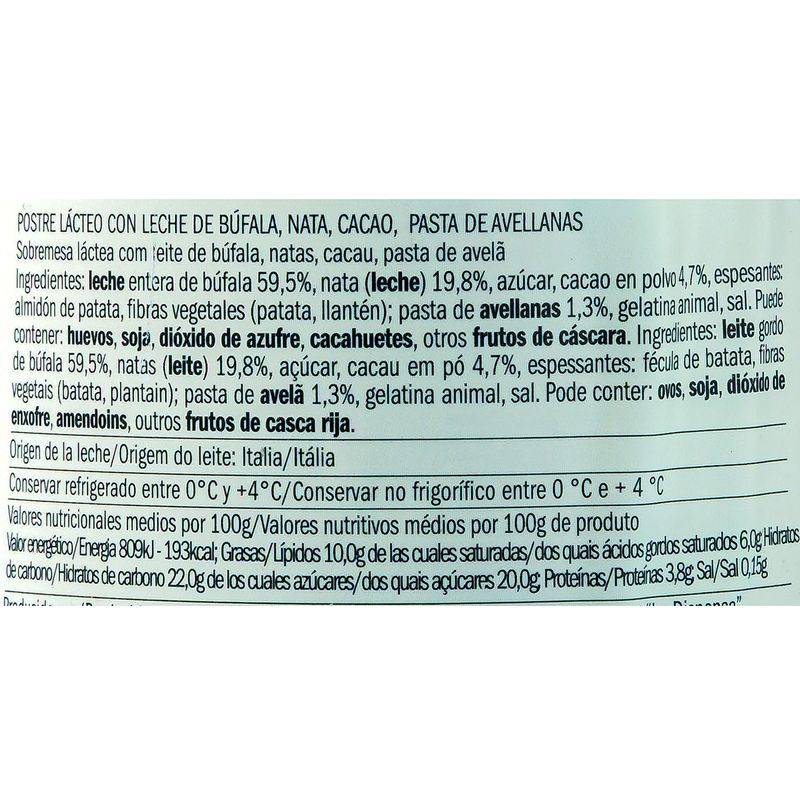 POSTRE LÁCTEO CON LECHE DE BÚFALA, NATA, CACAO, PASTA DE AVELLANAS
Sobremesa láctea com leite de búfala, natas, cacau, pasta de avelã
Ingredientes: leche entera de búfala 59,5%, nata (leche) 19,8%, azúcar, cacao en polvo 4,7%, espesantes:
almidón de patata, fibras vegetales (patata, llantén); pasta de avellanas 1,3%, gelatina animal, sal. Puede
contener: huevos, soja, dióxido de azufre, cacahuetes, otros frutos de cáscara. Ingredientes: leite gordo
de búfala 59,5%, natas (leite) 19,8%, açúcar, cacau em pó 4,7%, espessantes: fécula de batata, fibras
vegetais (batata, plantain); pasta de avelã 1,3%, gelatina animal, sal. Pode conter: ovos, soja, dióxido de
enxofre, amendoins, outros frutos de casca rija.
Origen de la leche/Origem do leite: Italia/Itália
Conservar refrigerado entre 0°C y +4°C/Conservar no frigorífico entre 0 °C e + 4 °C
Valores nutricionales medios por 100g/Valores nutritivos médios por 100g de produto
Valor energético/Energia 809kJ - 193kcal; Grasas/Lípidos 10,0g de las cuales saturadas/dos quais ácidos gordos saturados 6,0g Hidratos
de carbono/Hidratos de carbono 22,0g de los cuales azúcares/dos quais açúcares 20,0g Proteínas/Proteínas 3,8g Sal/Sal 0,15g